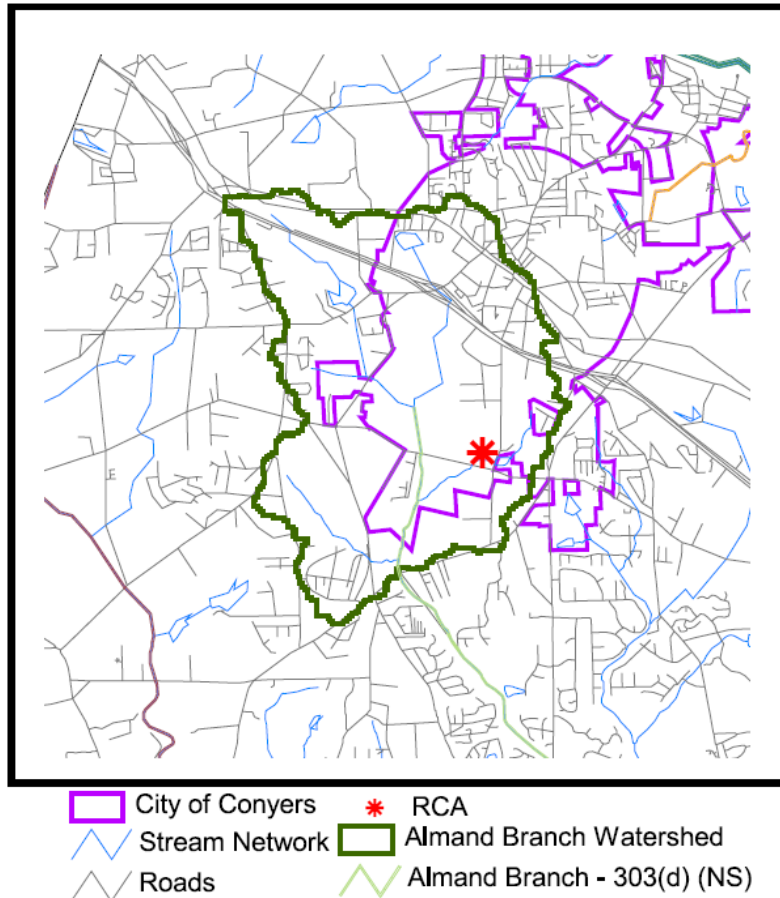 City of Conyers
RCA
Stream Network
Almand Branch Watershed
Roads
Almand Branch - 303(d) (NS)